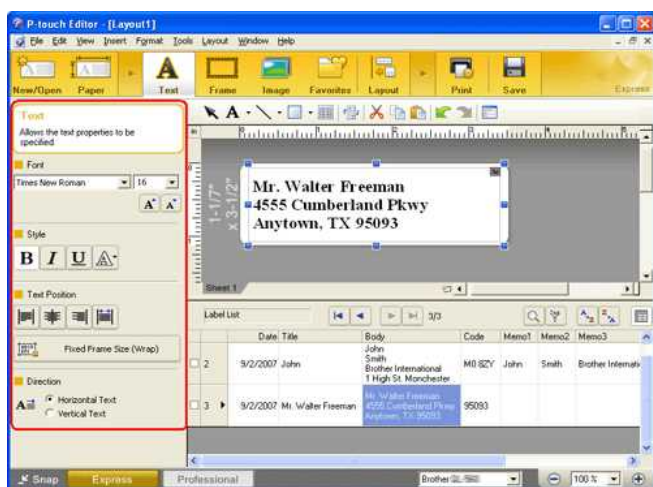 P-touch Editor - [Layout1]
File Edit View Insert Format Tools Layout Window Help
New/Open Paper Text Frame Image Favorites Layout Print Save Express
Text
Allows the text properties to be
specified.
Font
Times New Roman 16
A A
Style
B I U A
Text Position
Fixed Frame Size (Wrap)
Direction
Horizontal Text
Vertical Text
1-1/7"
x 3-1/2"
Mr. Walter Freeman
4555 Cumberland Pkwy
Anytown, TX 95093
Sheet 1
Label List 3/3
Date Title Body Code Memo1 Memo2 Memo3
2 9/2/2007 John John
Smith
Brother International
1 High St. Monchester M0 8ZY John Smith Brother Internati
3 9/2/2007 Mr. Walter Freeman Mr. Walter Freeman
4555 Cumberland Pkwy
Anytown, TX 95093 95093
Snap Express Professional Brother 100 %